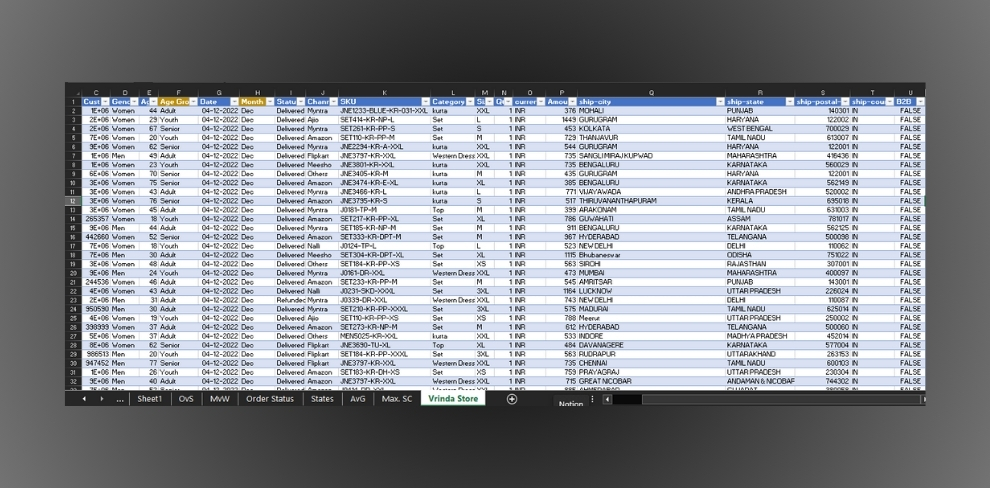 C D E F G H I J K L M N O P Q R S T U
1 Cust Gend Ag Age Gro Date Month Statu Chann SKU Category Si Q curren Amou ship-city ship-state ship-postal- ship-coun B2B
2 1E+06 Women 44 Adult 04-12-2022 Dec Delivered Myntra JNE1233-BLUE-KR-031-XXL kurta XXL 1 INR 376 MOHALI PUNJAB 140301 IN FALSE
3 2E+06 Women 29 Youth 04-12-2022 Dec Delivered Ajio SET414-KR-NP-L Set L 1 INR 1449 GURUGRAM HARYANA 122002 IN FALSE
4 2E+06 Women 67 Senior 04-12-2022 Dec Delivered Myntra SET261-KR-PP-S Set S 1 INR 453 KOLKATA WEST BENGAL 700029 IN FALSE
5 7E+06 Women 20 Youth 04-12-2022 Dec Delivered Amazon SET110-KR-PP-M Set M 1 INR 729 THANJAVUR TAMIL NADU 613007 IN FALSE
6 9E+06 Women 62 Senior 04-12-2022 Dec Delivered Myntra JNE2294-KR-A-XXL kurta XXL 1 INR 544 GURUGRAM HARYANA 122001 IN FALSE
7 1E+06 Men 49 Adult 04-12-2022 Dec Delivered Flipkart JNE3797-KR-XXL Western Dress XXL 1 INR 735 SANGLI MIRAJ KUPWAD MAHARASHTRA 416436 IN FALSE
8 1E+06 Women 23 Youth 04-12-2022 Dec Delivered Meesho JNE3801-KR-XXL kurta XXL 1 INR 735 BENGALURU KARNATAKA 560029 IN FALSE
9 6E+06 Women 70 Senior 04-12-2022 Dec Delivered Others JNE3405-KR-M kurta M 1 INR 435 GURUGRAM HARYANA 122001 IN FALSE
10 3E+06 Women 75 Senior 04-12-2022 Dec Delivered Amazon JNE3474-KR-E-XL kurta XL 1 INR 385 BENGALURU KARNATAKA 562149 IN FALSE
11 3E+06 Women 43 Adult 04-12-2022 Dec Delivered Myntra JNE3466-KR-L kurta L 1 INR 771 VIJAYAWADA ANDHRA PRADESH 520002 IN FALSE
12 3E+06 Women 76 Senior 04-12-2022 Dec Delivered Amazon JNE3795-KR-S kurta S 1 INR 517 THIRUVANANTHAPURAM KERALA 695018 IN FALSE
13 3E+06 Women 45 Adult 04-12-2022 Dec Delivered Myntra J0181-TP-M Top M 1 INR 399 ARAKONAM TAMIL NADU 631003 IN FALSE
14 265357 Women 18 Youth 04-12-2022 Dec Delivered Myntra SET217-KR-PP-XL Set XL 1 INR 786 GUWAHATI ASSAM 781017 IN FALSE
15 9E+06 Men 44 Adult 04-12-2022 Dec Delivered Myntra SET185-KR-NP-M Set M 1 INR 911 BENGALURU KARNATAKA 562125 IN FALSE
16 442660 Women 52 Senior 04-12-2022 Dec Delivered Amazon SET333-KR-DPT-M Set M 1 INR 967 HYDERABAD TELANGANA 500098 IN FALSE
17 7E+06 Women 18 Youth 04-12-2022 Dec Delivered Nalli J0124-TP-L Top L 1 INR 523 NEW DELHI DELHI 110062 IN FALSE
18 7E+06 Men 30 Adult 04-12-2022 Dec Delivered Meesho SET304-KR-DPT-XL Set XL 1 INR 1115 Bhubaneswar ODISHA 751022 IN FALSE
19 3E+06 Women 48 Adult 04-12-2022 Dec Delivered Others SET184-KR-PP-XS Set XS 1 INR 563 SIROHI RAJASTHAN 307001 IN FALSE
20 9E+06 Women 24 Youth 04-12-2022 Dec Delivered Myntra J0161-DR-XXL Western Dress XXL 1 INR 473 MUMBAI MAHARASHTRA 400097 IN FALSE
21 244536 Women 46 Adult 04-12-2022 Dec Delivered Amazon SET233-KR-PP-M Set M 1 INR 545 AMRITSAR PUNJAB 143001 IN FALSE
22 4E+06 Women 43 Adult 04-12-2022 Dec Delivered Nalli J0231-SKD-XXXL Set 3XL 1 INR 1164 LUCKNOW UTTAR PRADESH 226024 IN FALSE
23 2E+06 Men 31 Adult 04-12-2022 Dec Refunded Myntra J0339-DR-XXL Western Dress XXL 1 INR 743 NEW DELHI DELHI 110087 IN FALSE
24 950590 Men 30 Adult 04-12-2022 Dec Delivered Myntra SET210-KR-PP-XXXL Set 3XL 1 INR 575 MADURAI TAMIL NADU 625014 IN FALSE
25 4E+06 Women 19 Youth 04-12-2022 Dec Delivered Ajio SET110-KR-PP-XS Set XS 1 INR 788 Meerut UTTAR PRADESH 250002 IN FALSE
26 398999 Women 37 Adult 04-12-2022 Dec Delivered Amazon SET273-KR-NP-M Set M 1 INR 612 HYDERABAD TELANGANA 500060 IN FALSE
27 5E+06 Women 37 Adult 04-12-2022 Dec Delivered Others MEN5025-KR-XXL kurta XXL 1 INR 533 INDORE MADHYA PRADESH 452014 IN FALSE
28 8E+06 Women 62 Senior 04-12-2022 Dec Delivered Flipkart JNE3690-TU-XL Top XL 1 INR 484 DAVANAGERE KARNATAKA 577004 IN FALSE
29 986513 Men 20 Youth 04-12-2022 Dec Delivered Flipkart SET184-KR-PP-XXXL Set 3XL 1 INR 563 RUDRAPUR UTTARAKHAND 263153 IN FALSE
30 947452 Men 77 Senior 04-12-2022 Dec Delivered Flipkart JNE3797-KR-XXL Western Dress XXL 1 INR 735 CHENNAI TAMIL NADU 600103 IN FALSE
31 1E+06 Men 26 Youth 04-12-2022 Dec Delivered Amazon SET183-KR-DH-XS Set XS 1 INR 759 PRAYAGRAJ UTTAR PRADESH 230304 IN FALSE
32 9E+06 Women 40 Adult 04-12-2022 Dec Delivered Amazon JNE3797-KR-XXL Western Dress XXL 1 INR 715 GREAT NICOBAR ANDAMAN & NICOBAR 744302 IN FALSE
... Sheet1 OvS MvW Order Status States AvG Max. SC Vrinda Store Notion